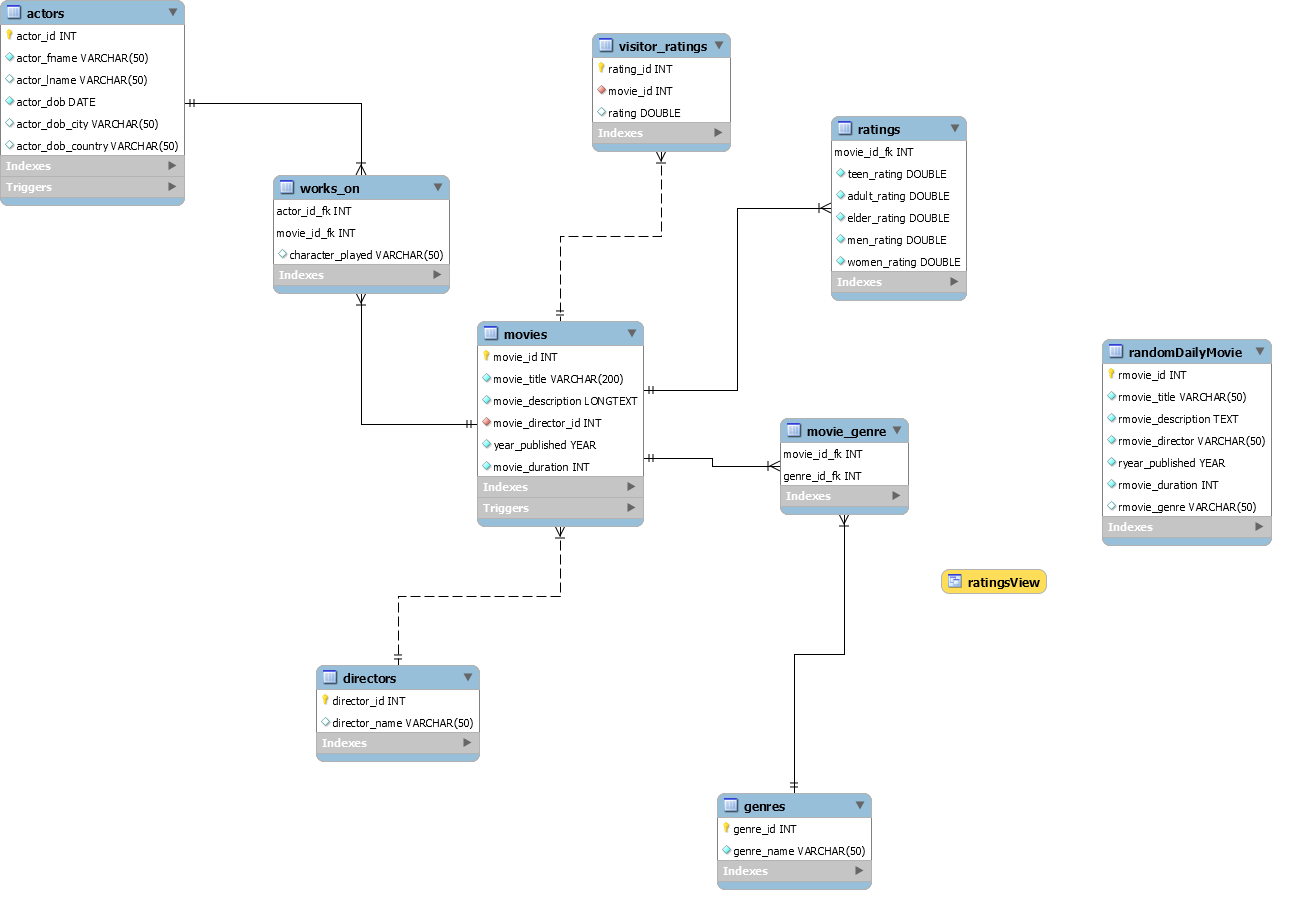 actors
actor_id INT
actor_fname VARCHAR(50)
actor_lname VARCHAR(50)
actor_dob DATE
actor_dob_city VARCHAR(50)
actor_dob_country VARCHAR(50)
Indexes
Triggers
visitor_ratings
rating_id INT
movie_id INT
rating DOUBLE
Indexes
ratings
movie_id_fk INT
teen_rating DOUBLE
adult_rating DOUBLE
elder_rating DOUBLE
men_rating DOUBLE
women_rating DOUBLE
Indexes
works_on
actor_id_fk INT
movie_id_fk INT
character_played VARCHAR(50)
Indexes
movies
movie_id INT
movie_title VARCHAR(200)
movie_description LONGTEXT
movie_director_id INT
year_published YEAR
movie_duration INT
Indexes
Triggers
randomDailyMovie
rmovie_id INT
rmovie_title VARCHAR(50)
rmovie_description TEXT
rmovie_director VARCHAR(50)
ryear_published YEAR
rmovie_duration INT
rmovie_genre VARCHAR(50)
Indexes
movie_genre
movie_id_fk INT
genre_id_fk INT
Indexes
ratingsView
directors
director_id INT
director_name VARCHAR(50)
Indexes
genres
genre_id INT
genre_name VARCHAR(50)
Indexes